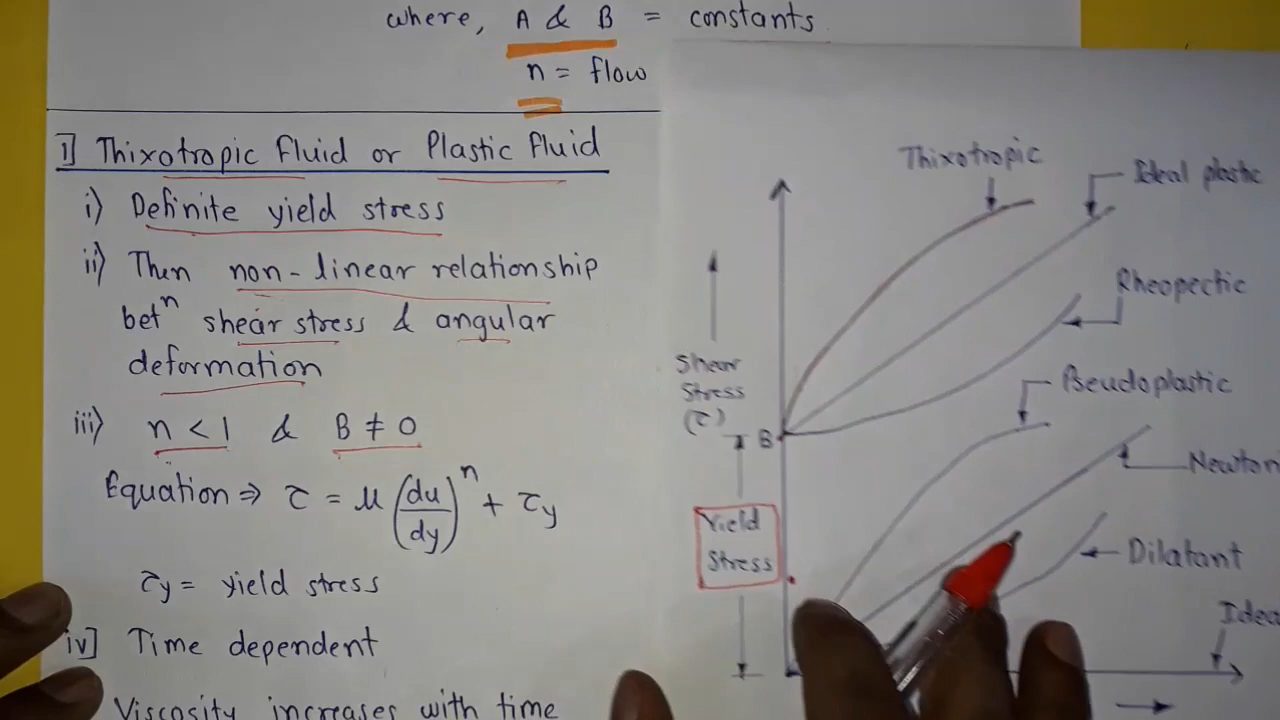 where, A & B = constants
n = flow
1] Thixotropic Fluid or Plastic Fluid
i) Definite yield stress
ii) Then non-linear relationship
betⁿ shear stress & angular
deformation
iii) n < 1 & B ≠ 0
Equation ⇒ τ = μ (du/dy)ⁿ + τy
τy = yield stress
iv] Time dependent
Viscosity increases with time
Thixotropic
Ideal plastic
Rheopectic
Shear
Stress
(τ)
Pseudoplastic
B
Newton
Yield
Stress
Dilatant
Idea